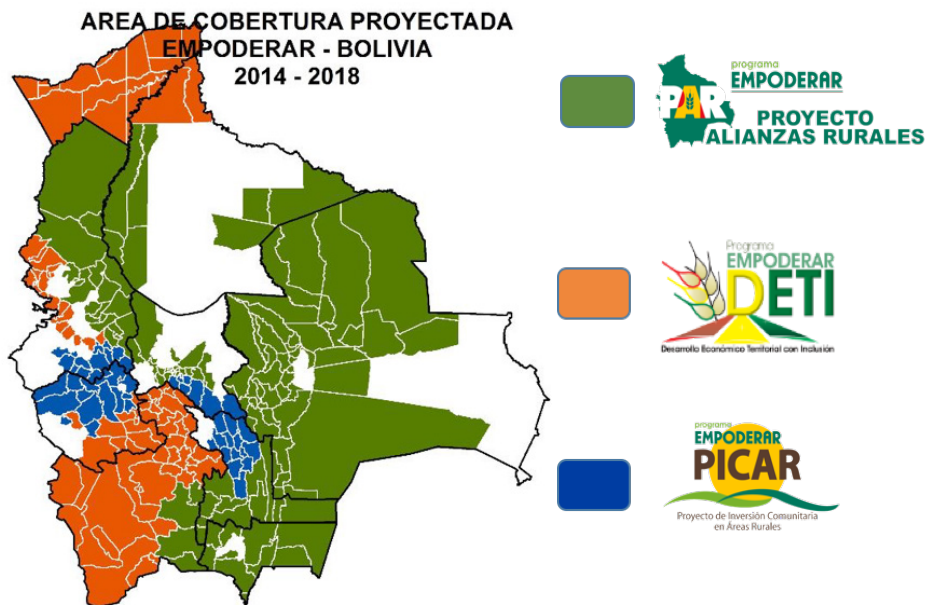 AREA DE COBERTURA PROYECTADA
EMPODERAR - BOLIVIA
2014 - 2018
programa
EMPODERAR
PAR
PROYECTO
ALIANZAS RURALES
Programa
EMPODERAR
DETI
Desarrollo Económico Territorial con Inclusión
programa
EMPODERAR
PICAR
Proyecto de Inversión Comunitaria
en Áreas Rurales